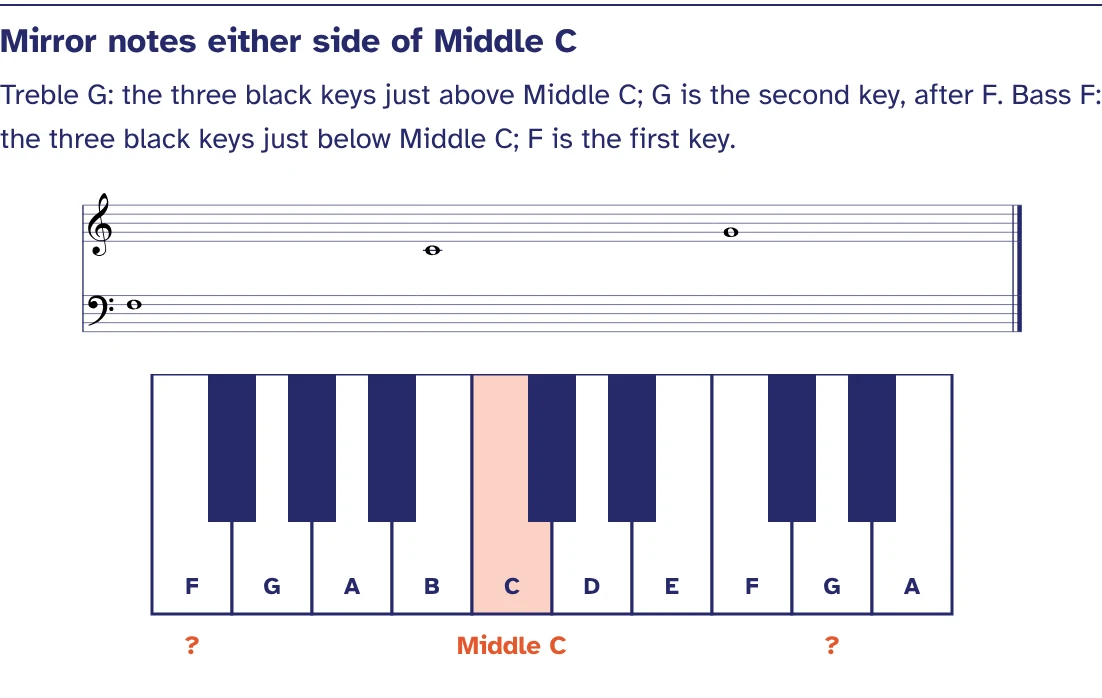 Mirror notes either side of Middle C
Treble G: the three black keys just above Middle C; G is the second key, after F. Bass F:
the three black keys just below Middle C; F is the first key.
F G A B C D E F G A
? Middle C ?